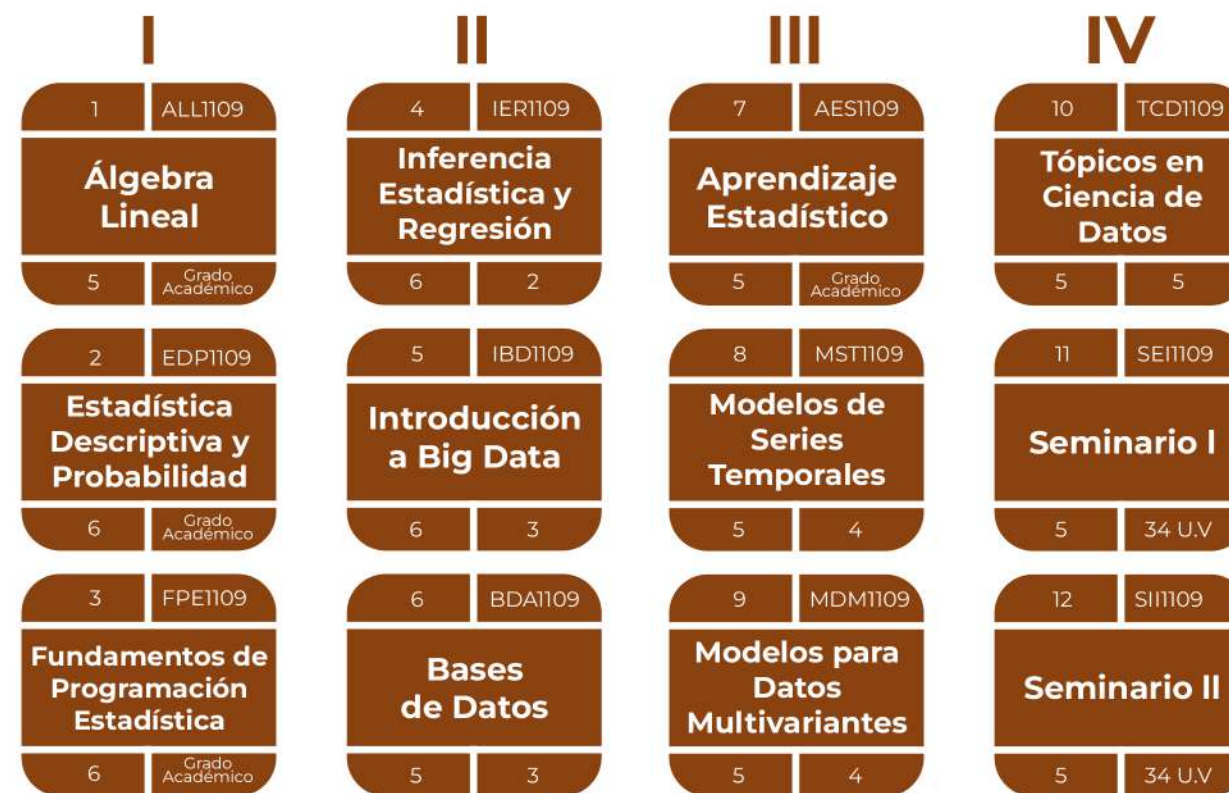 I
II
III
IV
1
ALL1109
Álgebra
Lineal
5
Grado
Académico
4
IER1109
Inferencia
Estadística y
Regresión
6
2
7
AES1109
Aprendizaje
Estadístico
5
Grado
Académico
10
TCD1109
Tópicos en
Ciencia de
Datos
5
5
2
EDP1109
Estadística
Descriptiva y
Probabilidad
6
Grado
Académico
5
IBD1109
Introducción
a Big Data
6
3
8
MST1109
Modelos de
Series
Temporales
5
4
11
SEI1109
Seminario I
5
34 U.V
3
FPE1109
Fundamentos de
Programación
Estadística
6
Grado
Académico
6
BDA1109
Bases
de Datos
5
3
9
MDM1109
Modelos para
Datos
Multivariantes
5
4
12
SII1109
Seminario II
5
34 U.V